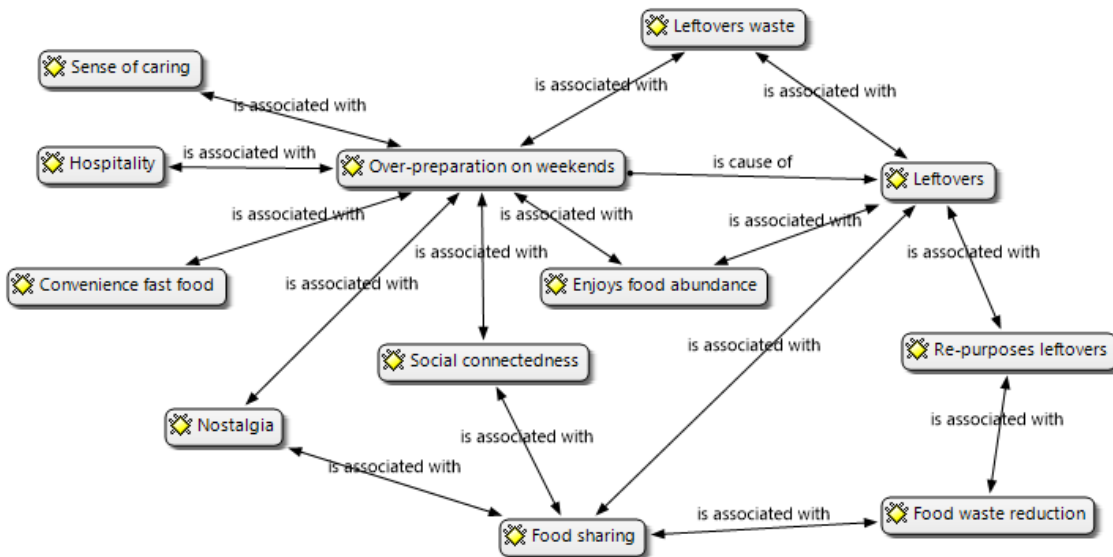 Leftovers waste
Sense of caring
is associated with
is associated with
is associated with
Hospitality
is associated with
Over-preparation on weekends
is cause of
Leftovers
is associated with
is associated with
is associated with
is associated with
is associated with
is associated with
Convenience fast food
is associated with
Enjoys food abundance
is associated with
Social connectedness
Re-purposes leftovers
Nostalgia
is associated with
is associated with
is associated with
is associated with
Food sharing
Food waste reduction